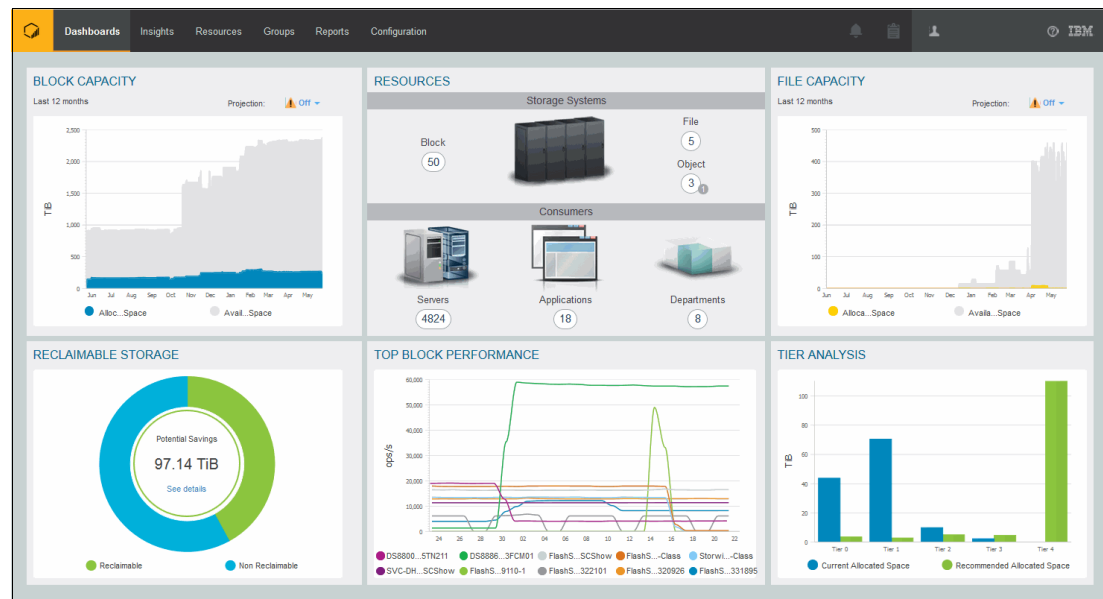 Dashboards Insights Resources Groups Reports Configuration
IBM
BLOCK CAPACITY
Last 12 months
Projection: Off
2,500
2,000
1,500
1,000
500
0
TiB
Jun Jul Aug Sep Oct Nov Dec Jan Feb Mar Apr May
Alloc...Space Avail...Space
RESOURCES
Storage Systems
Block
50
File
5
Object
3
1
Consumers
Servers
4824
Applications
18
Departments
8
FILE CAPACITY
Last 12 months
Projection: Off
500
400
300
200
100
0
TiB
Jun Jul Aug Sep Oct Nov Dec Jan Feb Mar Apr May
Alloca...Space Availa...Space
RECLAIMABLE STORAGE
Potential Savings
97.14 TiB
See details
Reclaimable Non Reclaimable
TOP BLOCK PERFORMANCE
60,000
50,000
40,000
30,000
20,000
10,000
0
ops/s
24 26 28 30 02 04 06 08 10 12 14 16 18 20 22
DS8800...5TN211 DS8886...3FCM01 FlashS...SCShow FlashS...-Class Storwi...-Class
SVC-DH...SCShow FlashS...9110-1 FlashS...322101 FlashS...320926 FlashS...331895
TIER ANALYSIS
100
80
60
40
20
0
TiB
Tier 0 Tier 1 Tier 2 Tier 3 Tier 4
Current Allocated Space Recommended Allocated Space